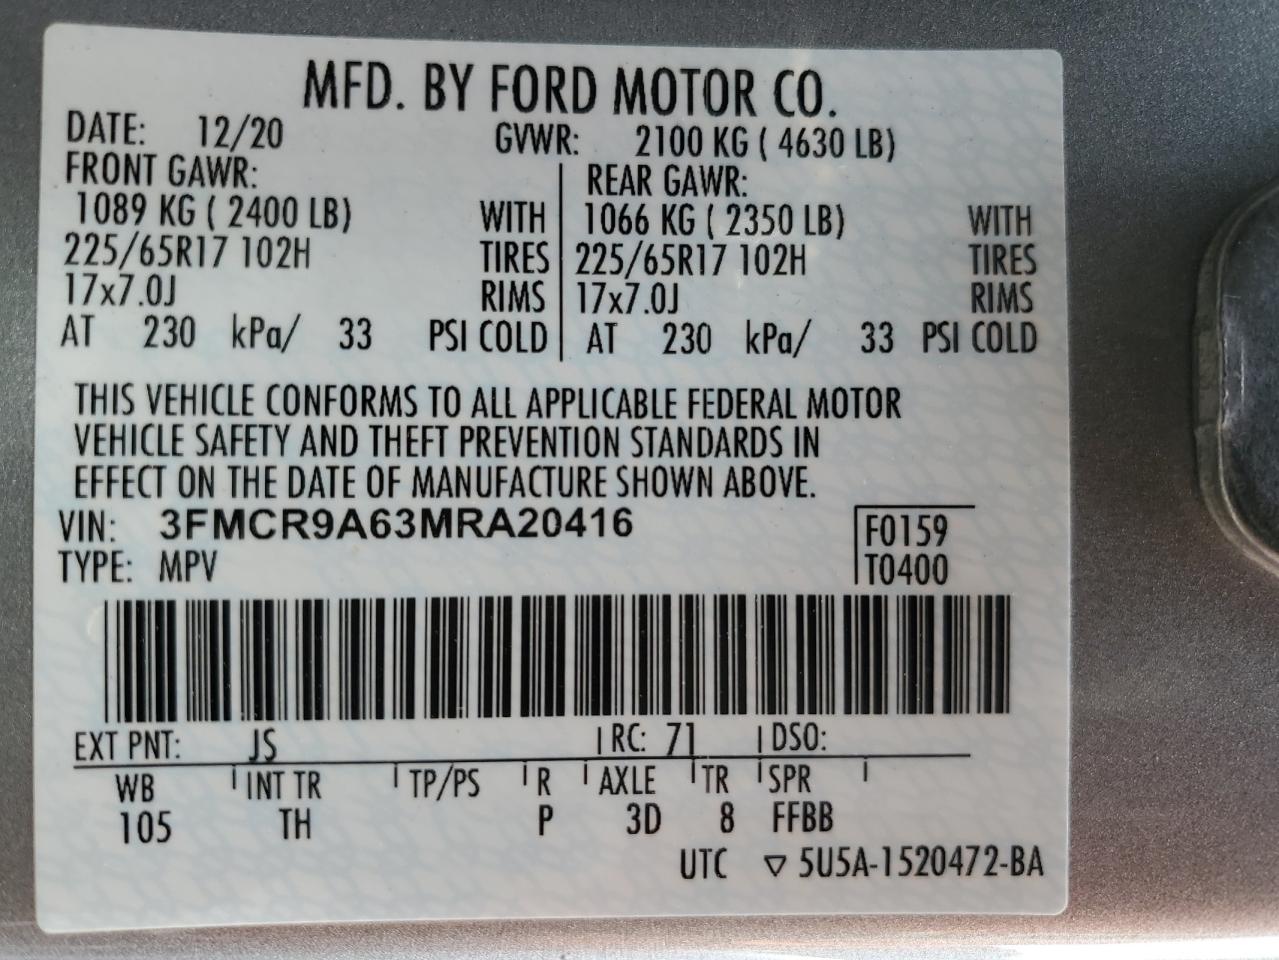 MFD. BY FORD MOTOR CO.
DATE: 12/20 GVWR: 2100 KG ( 4630 LB)
FRONT GAWR: REAR GAWR:
1089 KG ( 2400 LB) WITH 1066 KG ( 2350 LB) WITH
225/65R17 102H TIRES 225/65R17 102H TIRES
17x7.0J RIMS 17x7.0J RIMS
AT 230 kPa/ 33 PSI COLD AT 230 kPa/ 33 PSI COLD
THIS VEHICLE CONFORMS TO ALL APPLICABLE FEDERAL MOTOR
VEHICLE SAFETY AND THEFT PREVENTION STANDARDS IN
EFFECT ON THE DATE OF MANUFACTURE SHOWN ABOVE.
VIN: 3FMCR9A63MRA20416 F0159
TYPE: MPV T0400
EXT PNT: JS RC: 71 DSO:
WB INT TR TP/PS R AXLE TR SPR
105 TH P 3D 8 FFBB
UTC ▽ 5U5A-1520472-BA